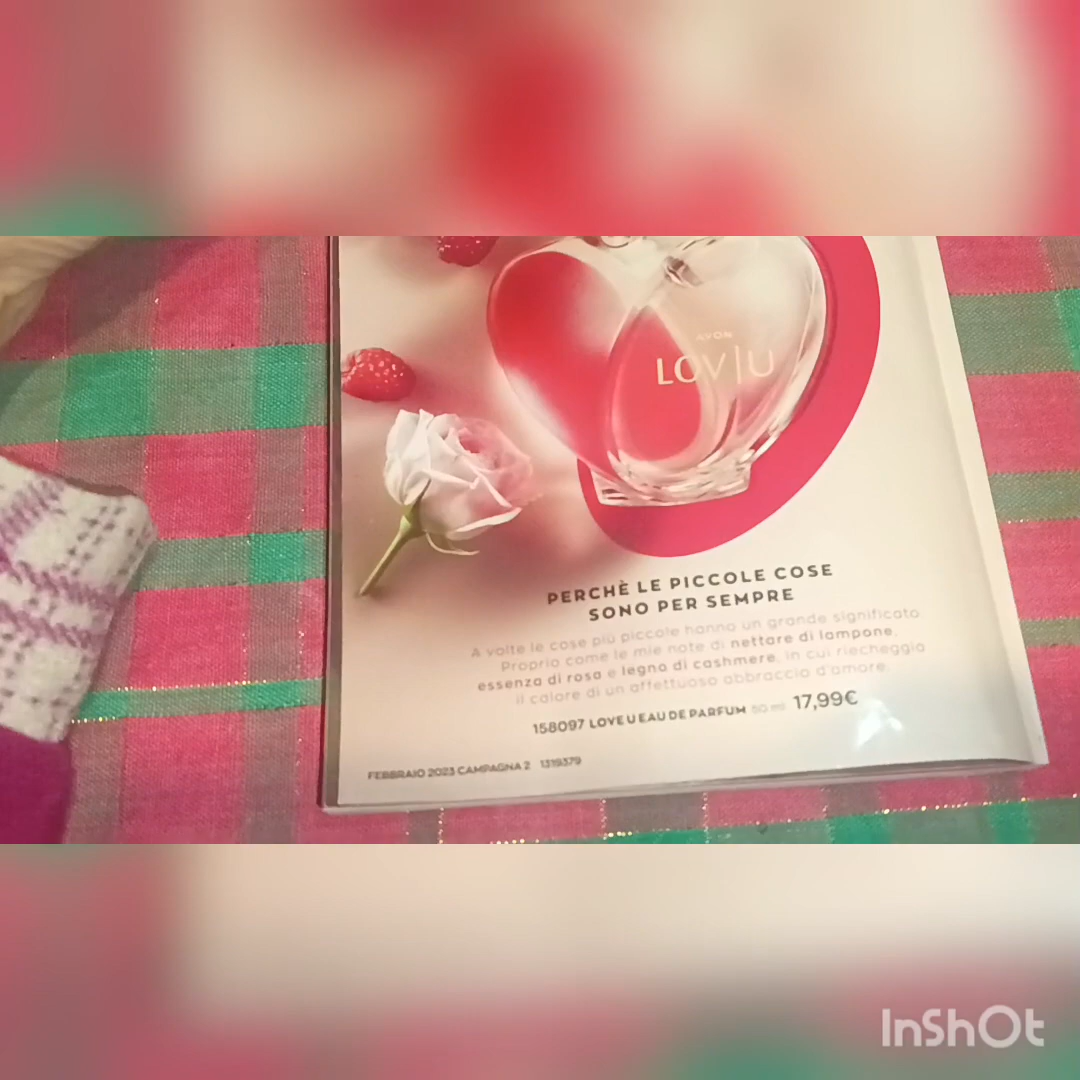 AVON
LOV|U
PERCHÈ LE PICCOLE COSE
SONO PER SEMPRE
A volte le cose più piccole hanno un grande significato.
Proprio come le mie note di nettare di lampone,
essenza di rosa e legno di cashmere, in cui riecheggia
il calore di un affettuoso abbraccio d'amore.
158097 LOVE U EAU DE PARFUM 50 ml 17,99€
FEBBRAIO 2023 CAMPAGNA 2 1319379
InShOt